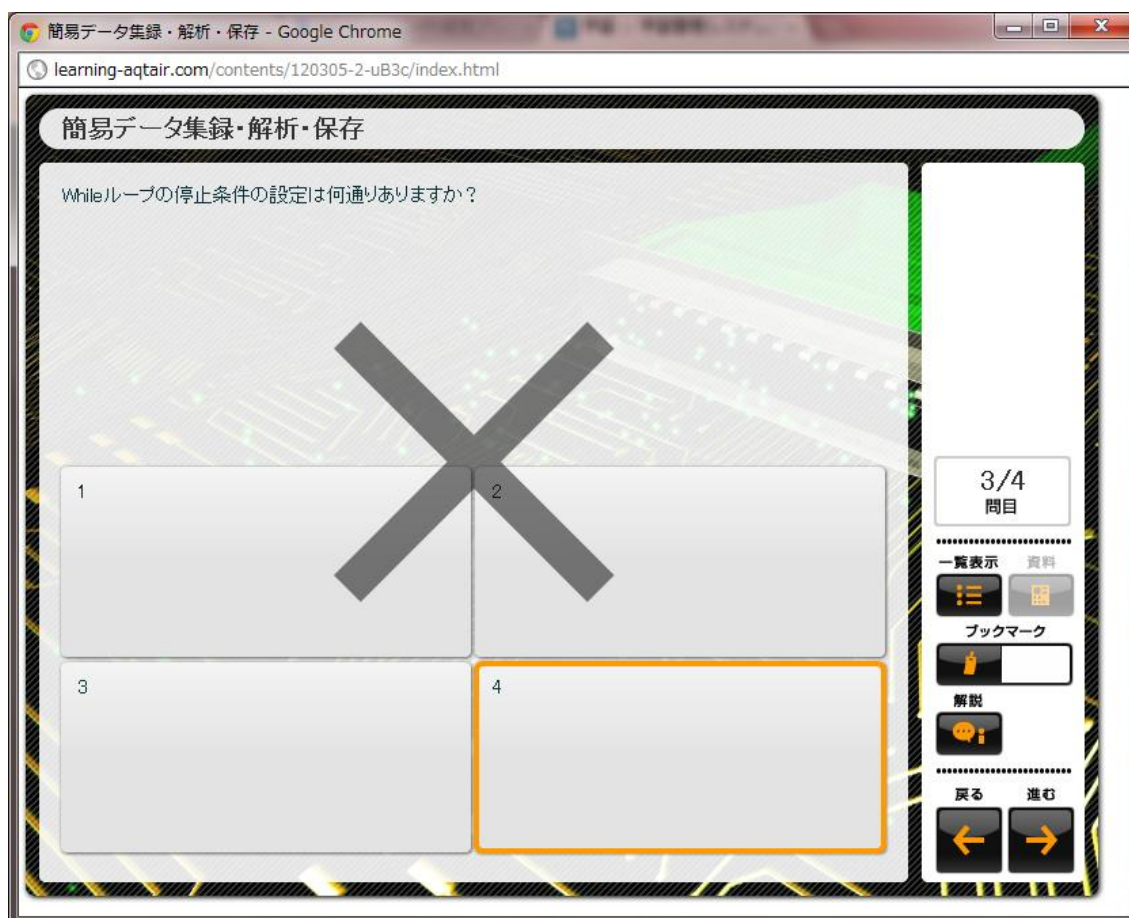 簡易データ集録・解析・保存 - Google Chrome
learning-aqtair.com/contents/120305-2-uB3c/index.html
簡易データ集録・解析・保存
Whileループの停止条件の設定は何通りありますか？
1
2
3
4
3/4
問目
一覧表示 資料
ブックマーク
解説
戻る 進む